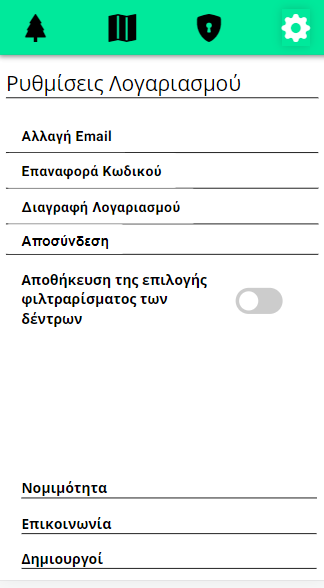 Ρυθμίσεις Λογαριασμού
Αλλαγή Email
Επαναφορά Κωδικού
Διαγραφή Λογαριασμού
Αποσύνδεση
Αποθήκευση της επιλογής
φιλτραρίσματος των
δέντρων
Νομιμότητα
Επικοινωνία
Δημιουργοί